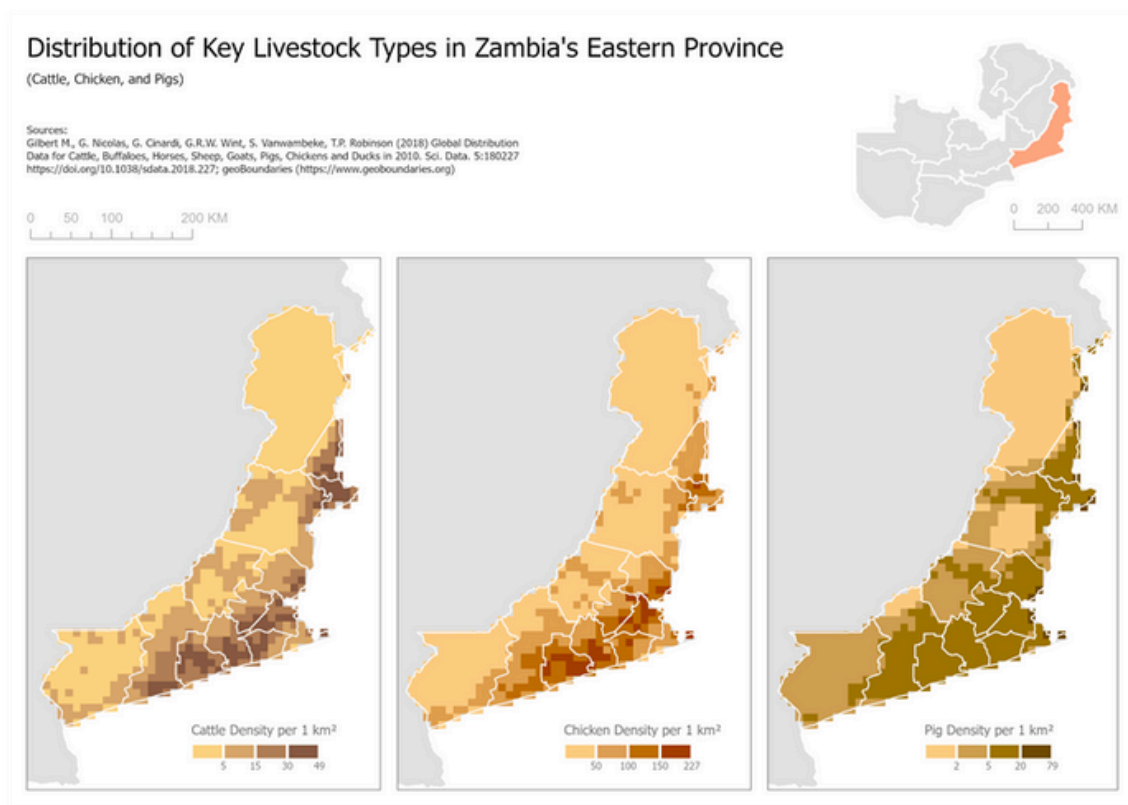 Distribution of Key Livestock Types in Zambia's Eastern Province
(Cattle, Chicken, and Pigs)
Sources:
Gilbert M., G. Nicolas, G. Cinardi, G.R.W. Wint, S. Vanwambeke, T.P. Robinson (2018) Global Distribution
Data for Cattle, Buffaloes, Horses, Sheep, Goats, Pigs, Chickens and Ducks in 2010. Sci. Data. 5:180227
https://doi.org/10.1038/sdata.2018.227; geoBoundaries (https://www.geoboundaries.org)
0 50 100 200 KM
0 200 400 KM
Cattle Density per 1 km²
5 15 30 49
Chicken Density per 1 km²
50 100 150 227
Pig Density per 1 km²
2 5 20 79